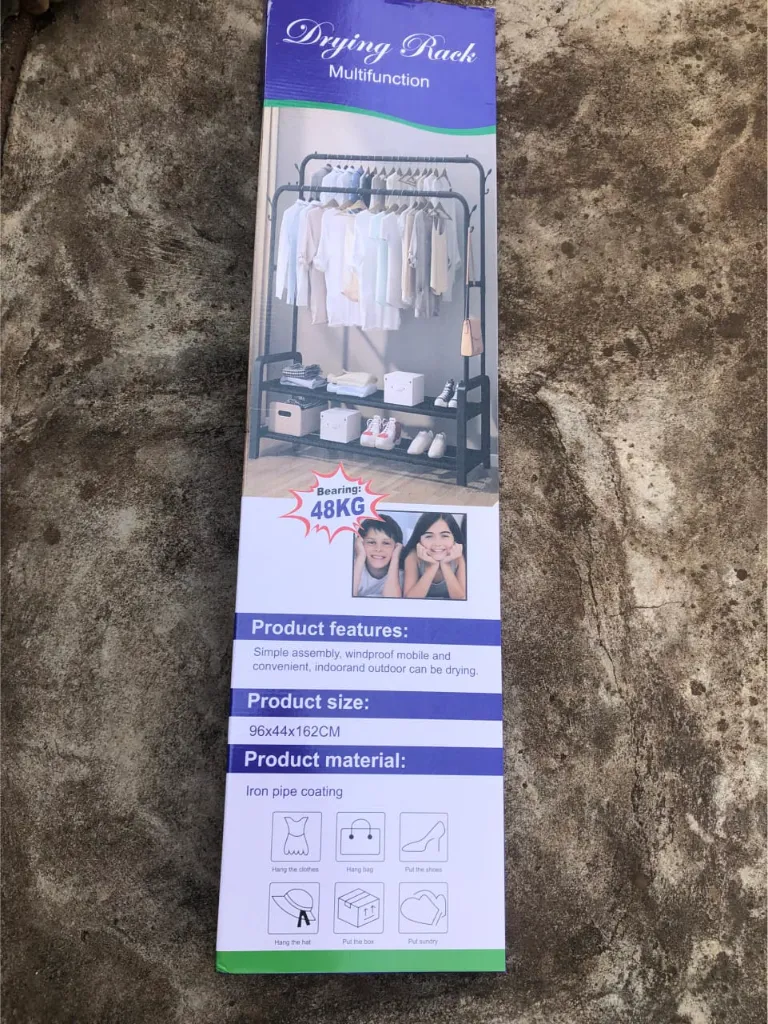 Drying Rack
Multifunction
Bearing:
48KG
Product features:
Simple assembly, windproof mobile and
convenient, indoorand outdoor can be drying.
Product size:
96x44x162CM
Product material:
Iron pipe coating
Hang the clothes
Hang bag
Put the shoes
Hang the hat
Put the box
Put sundry